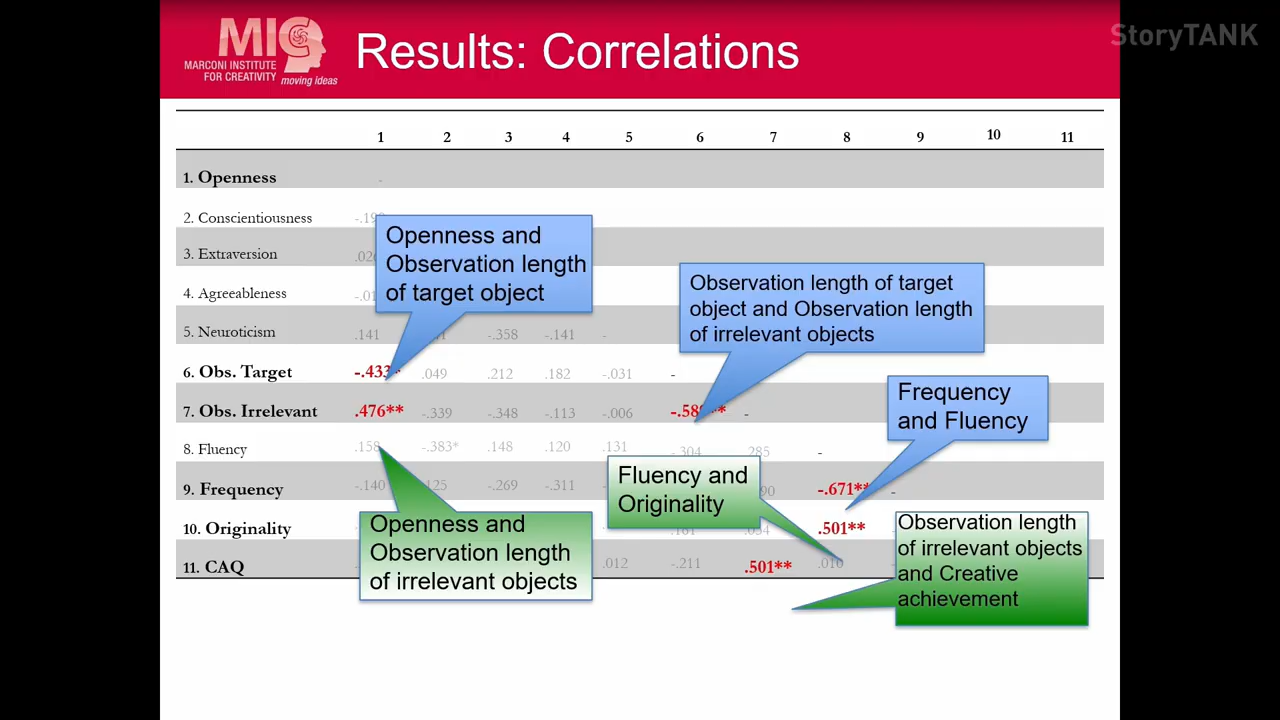 MIC
MARCONI INSTITUTE
FOR CREATIVITY moving ideas
Results: Correlations
StoryTANK
1 2 3 4 5 6 7 8 9 10 11
1. Openness -
2. Conscientiousness
3. Extraversion
4. Agreeableness
5. Neuroticism .141 -.358 -.141 -
6. Obs. Target -.433* .049 .212 .182 -.031 -
7. Obs. Irrelevant .476** -.339 -.348 -.113 -.006 -
8. Fluency .158 -.383* .148 .120 .131 -.304 .285 -
9. Frequency -.140 -.269 -.311 -.671** -
10. Originality .501**
11. CAQ .012 -.211 .501** .010
Openness and
Observation length
of target object
Observation length of target
object and Observation length
of irrelevant objects
Frequency
and Fluency
Fluency and
Originality
Openness and
Observation length
of irrelevant objects
Observation length
of irrelevant objects
and Creative
achievement